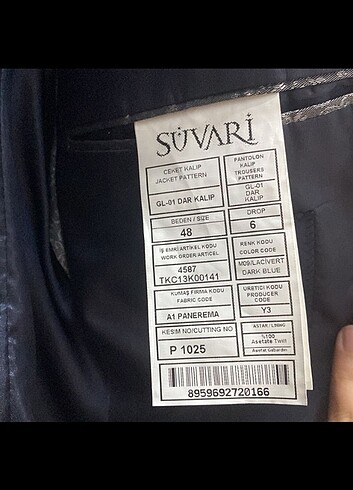 SÜVARİ
CEKET KALIP
JACKET PATTERN
GL-01 DAR KALIP
PANTOLON
KALIP
TROUSERS
PATTERN
GL-01
DAR
KALIP
BEDEN / SIZE
48
DROP
6
İŞ EMRİ ARTİKEL KODU
WORK ORDER ARTICEL
4587
TKC13K00141
RENK KODU
COLOR CODE
M09/LACİVERT
DARK BLUE
KUMAŞ FİRMA KODU
FABRIC CODE
A1 PANEREMA
ÜRETİCİ KODU
PRODUCER
CODE
Y3
KESİM NO/CUTTING NO
P 1025
ASTAR / LINING
Asetate Twill
8959692720166